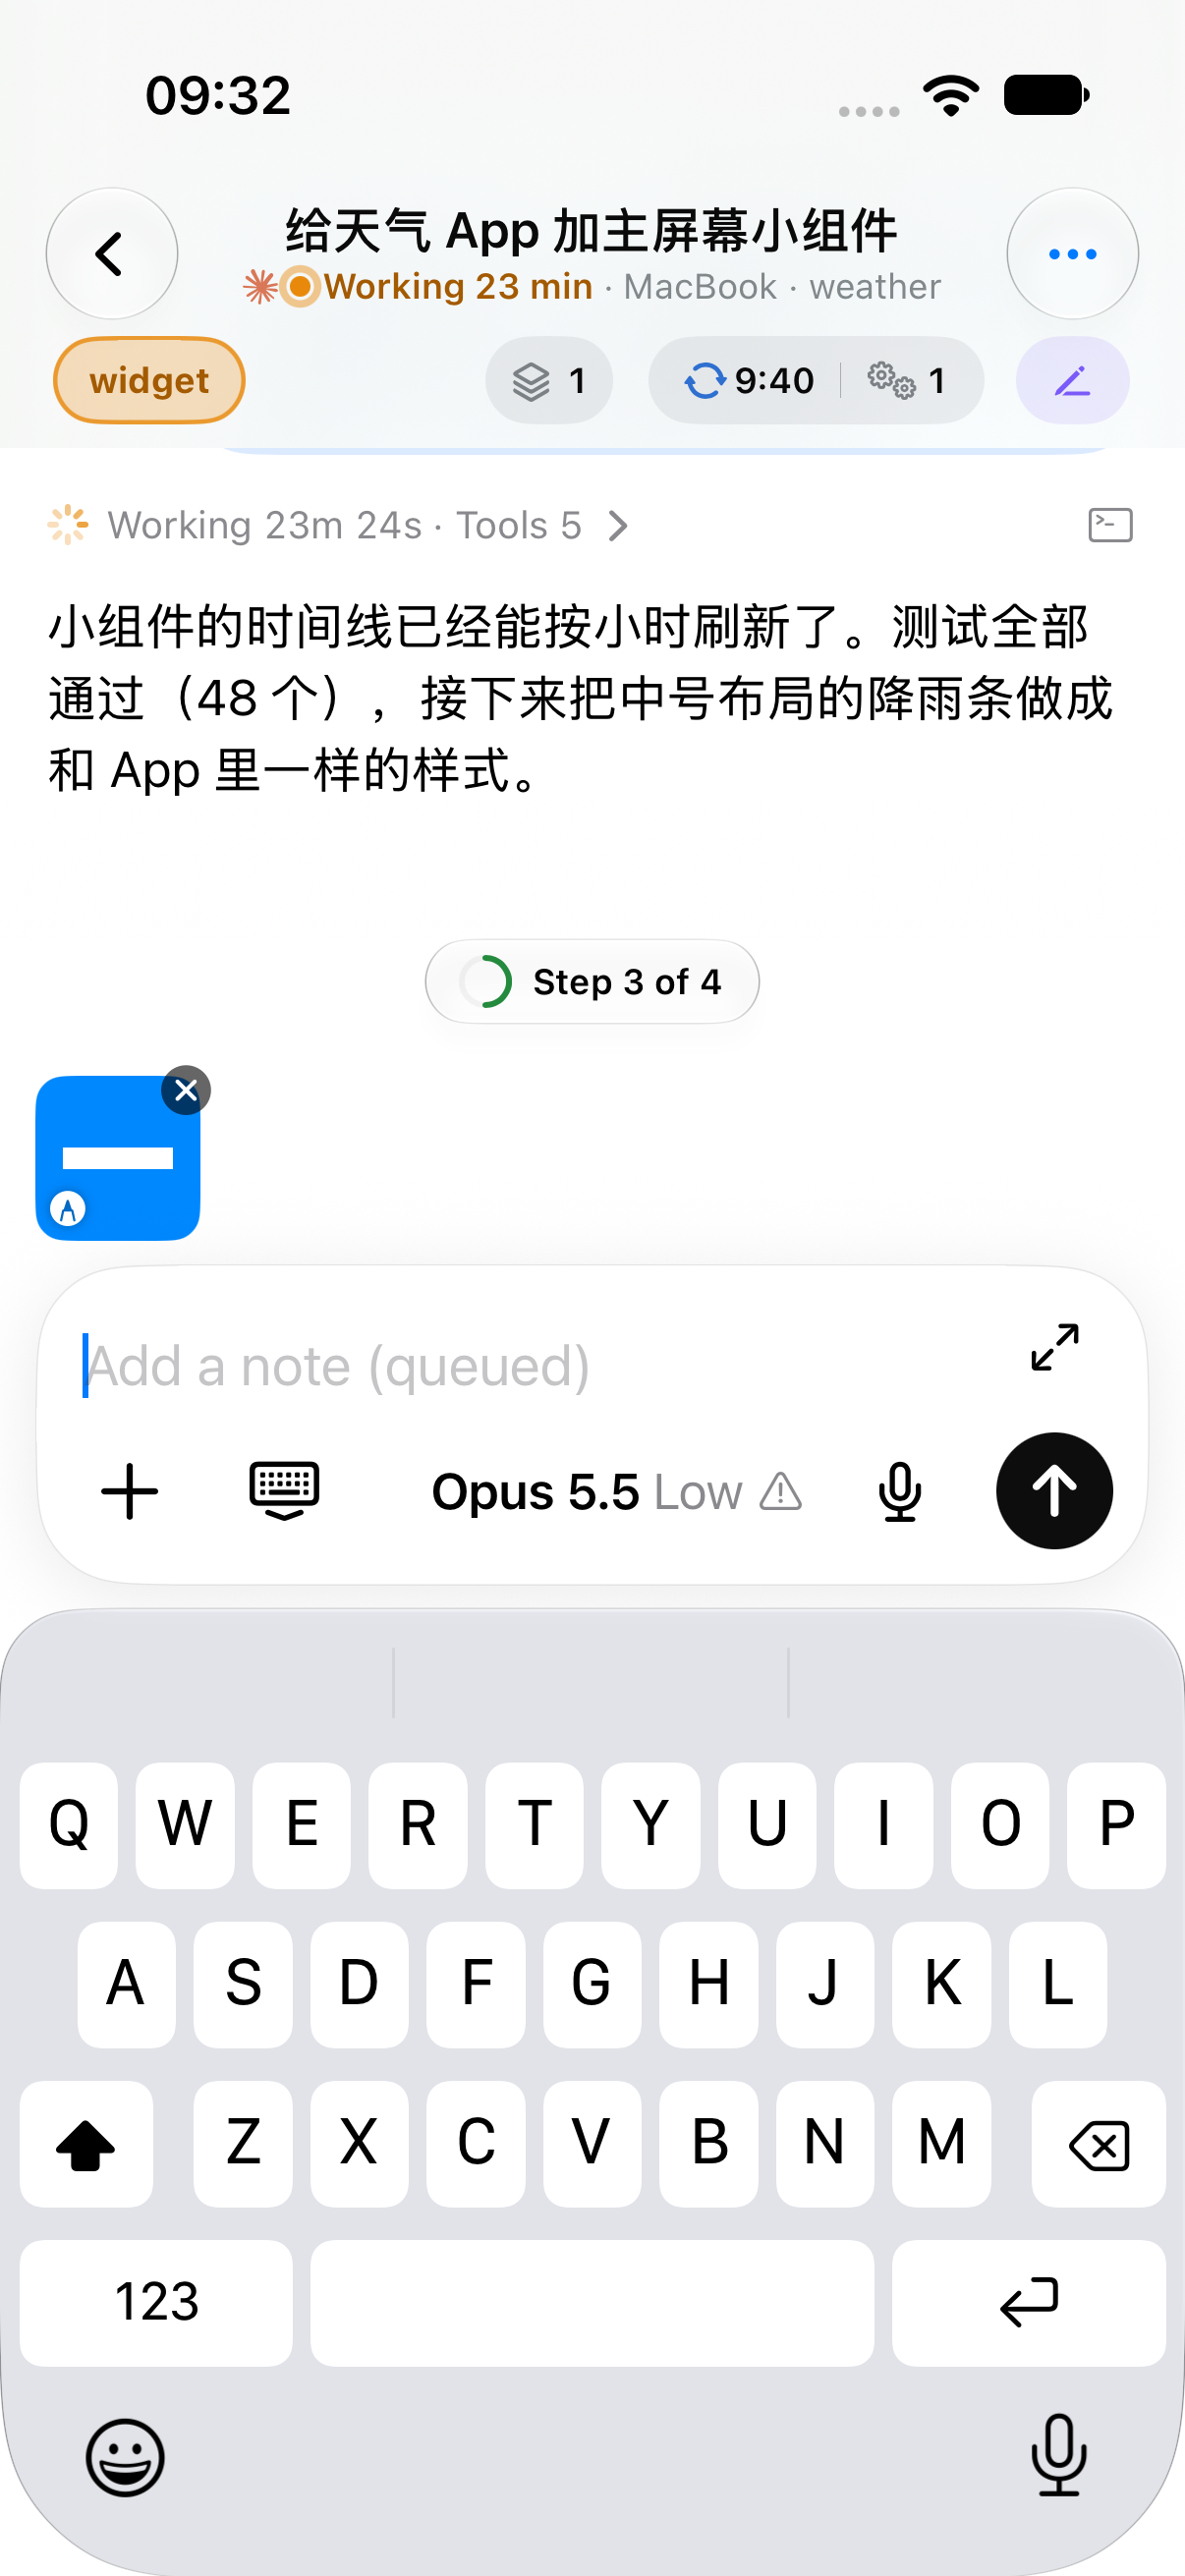 09:32
给天气 App 加主屏幕小组件
Working 23 min · MacBook · weather
widget
1
9:40
1
Working 23m 24s · Tools 5
小组件的时间线已经能按小时刷新了。测试全部
通过（48 个），接下来把中号布局的降雨条做成
和 App 里一样的样式。
Step 3 of 4
Add a note (queued)
Opus 5.5 Low
Q W E R T Y U I O P
A S D F G H J K L
Z X C V B N M
123